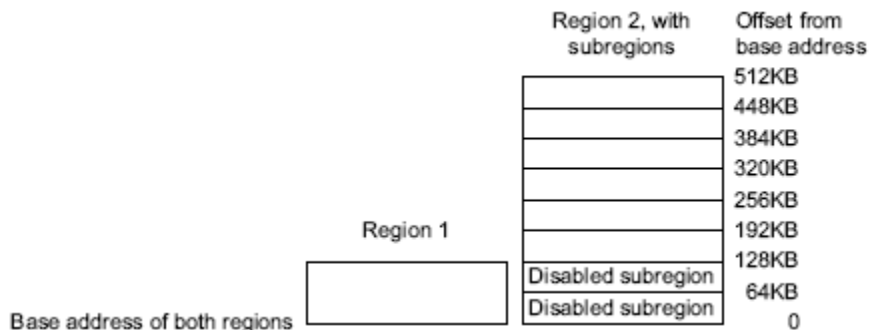 Region 2, with
subregions
Offset from
base address
512KB
448KB
384KB
320KB
256KB
192KB
Region 1
128KB
Disabled subregion
64KB
Disabled subregion
Base address of both regions
0